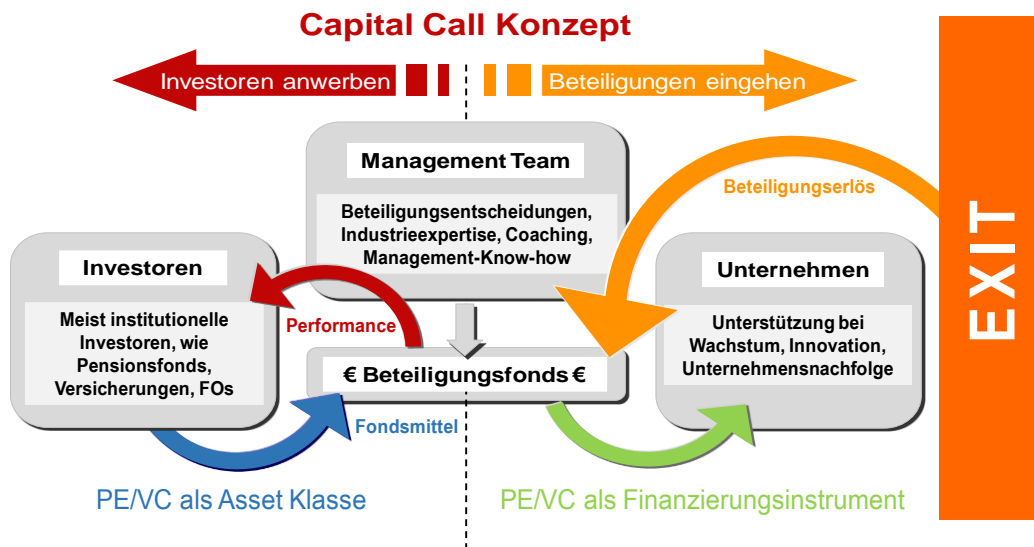 Capital Call Konzept
Investoren anwerben
Beteiligungen eingehen
Management Team
Beteiligungsentscheidungen,
Industrieexpertise, Coaching,
Management-Know-how
Beteiligungserlös
EXIT
Investoren
Meist institutionelle
Investoren, wie
Pensionsfonds,
Versicherungen, FOs
Performance
Unternehmen
Unterstützung bei
Wachstum, Innovation,
Unternehmensnachfolge
€ Beteiligungsfonds €
Fondsmittel
PE/VC als Asset Klasse
PE/VC als Finanzierungsinstrument